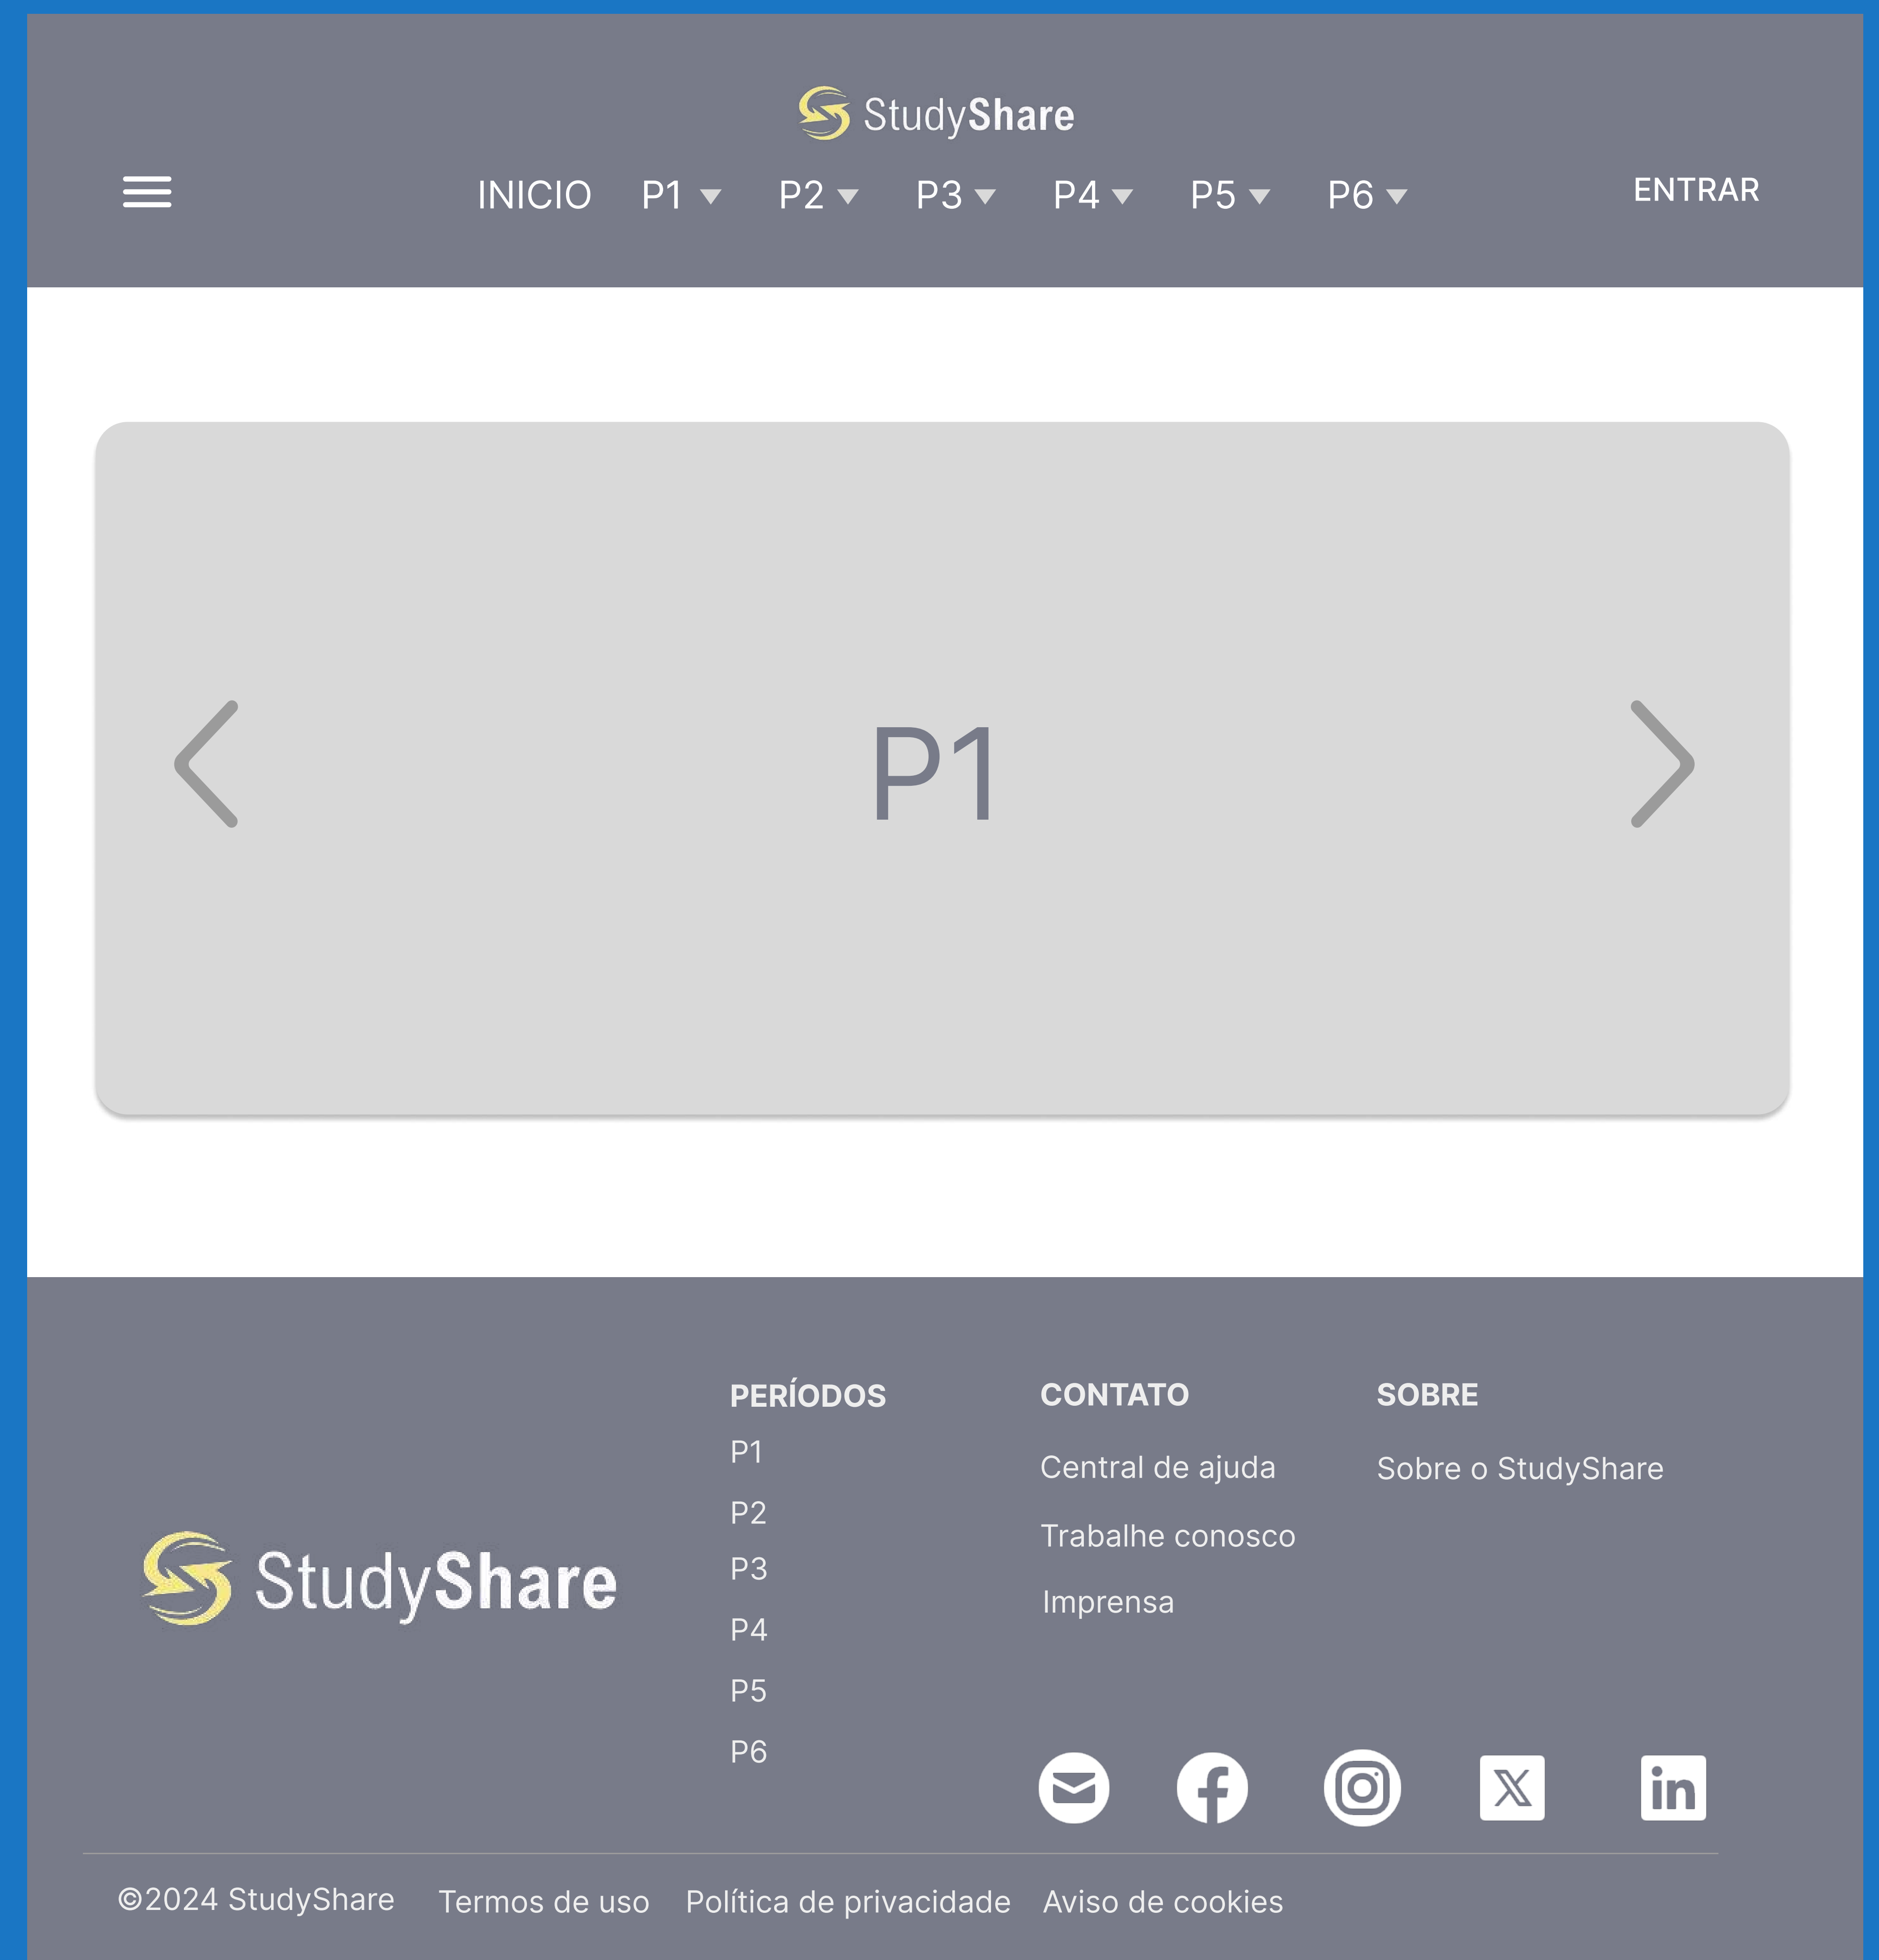 StudyShare
INICIO P1 P2 P3 P4 P5 P6 ENTRAR
P1
PERÍODOS
P1
P2
P3
P4
P5
P6
CONTATO
Central de ajuda
Trabalhe conosco
Imprensa
SOBRE
Sobre o StudyShare
StudyShare
©2024 StudyShare Termos de uso Política de privacidade Aviso de cookies